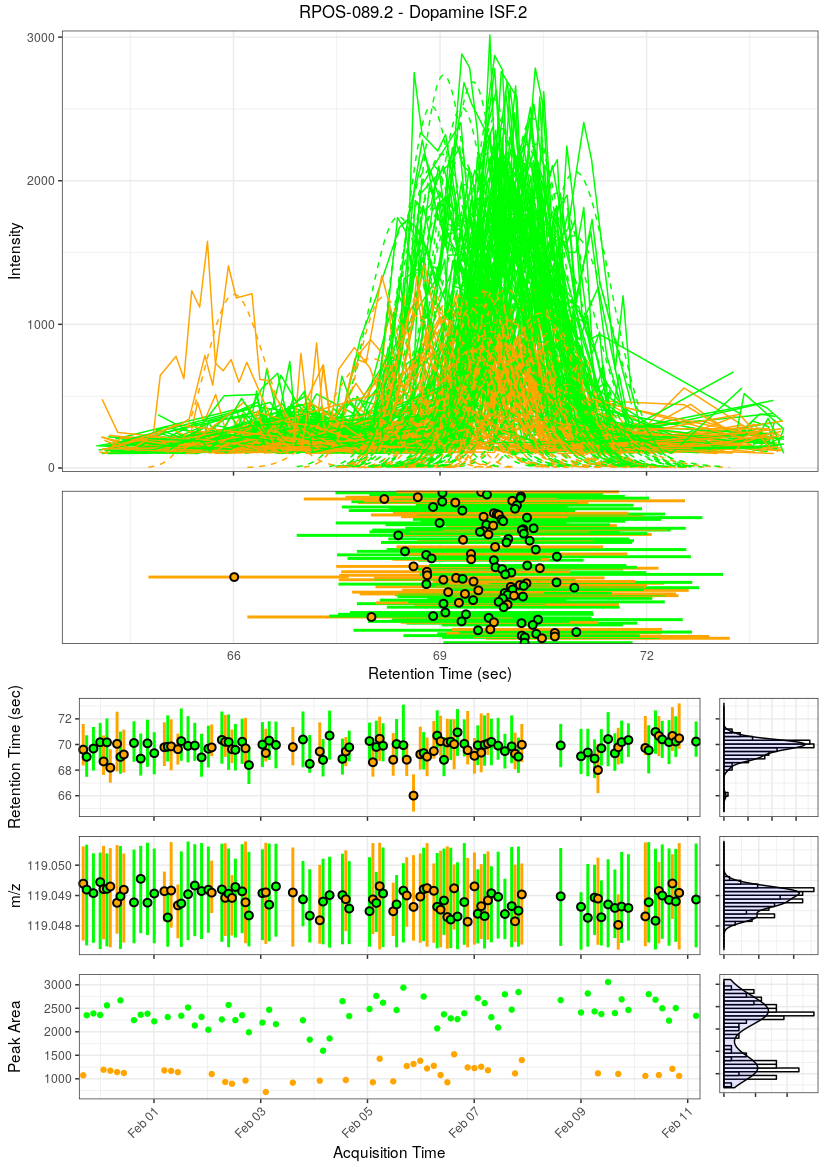 RPOS-089.2 - Dopamine ISF.2
3000
2000
1000
0
Intensity
66
69
72
Retention Time (sec)
72
70
68
66
Retention Time (sec)
119.050
119.049
119.048
m/z
3000
2500
2000
1500
1000
Peak Area
Feb 01
Feb 03
Feb 05
Feb 07
Feb 09
Feb 11
Acquisition Time